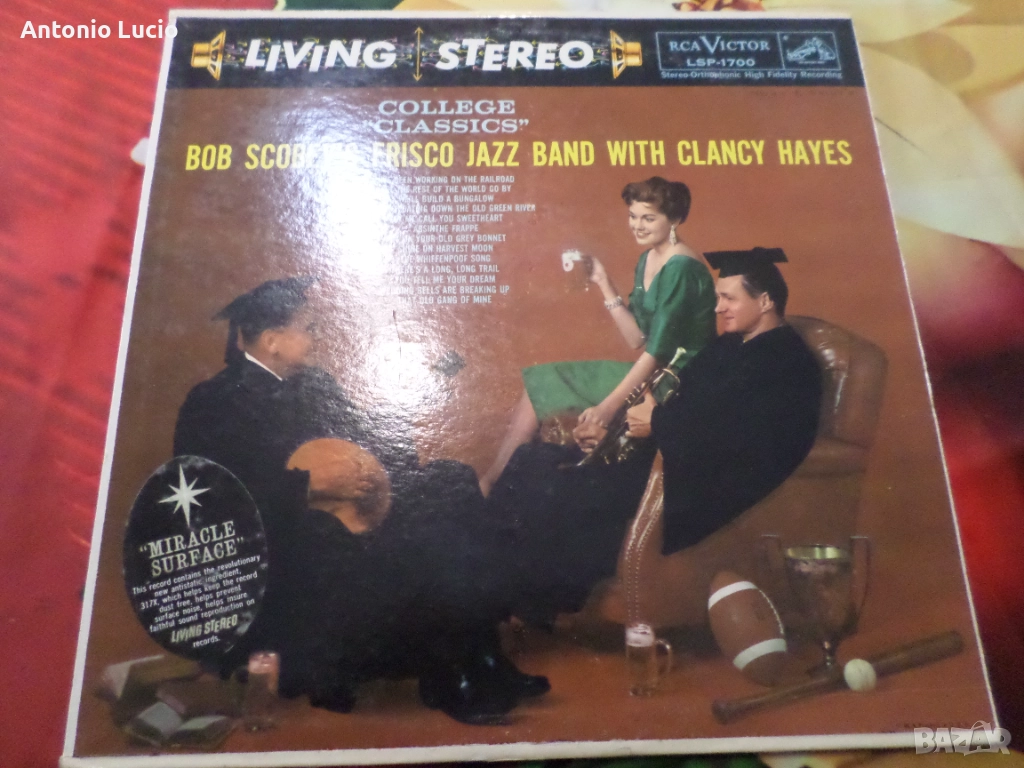 Antonio Lucio
LIVING STEREO
RCA VICTOR
LSP-1700
Stereo-Orthophonic High Fidelity Recording
COLLEGE
"CLASSICS"
BOB FRISCO JAZZ BAND WITH CLANCY HAYES
WORKING ON THE RAILROAD
REST OF THE WORLD GO BY
BUILD A BUNGALOW
DOWN THE OLD GREEN RIVER
CALL YOU SWEETHEART
ABSINTHE FRAPPE
YOUR OLD GREY BONNET
ON HARVEST MOON
WHIFFENPOOF SONG
A LONG, LONG TRAIL
TELL ME YOUR DREAM
BELLS ARE BREAKING UP
THAT OLD GANG OF MINE
"MIRACLE
SURFACE"
This record contains the revolutionary
new antistatic ingredient,
317X, which helps keep the record
dust free, helps prevent
surface noise, helps insure
faithful sound reproduction on
LIVING STEREO
records.
BAZAR